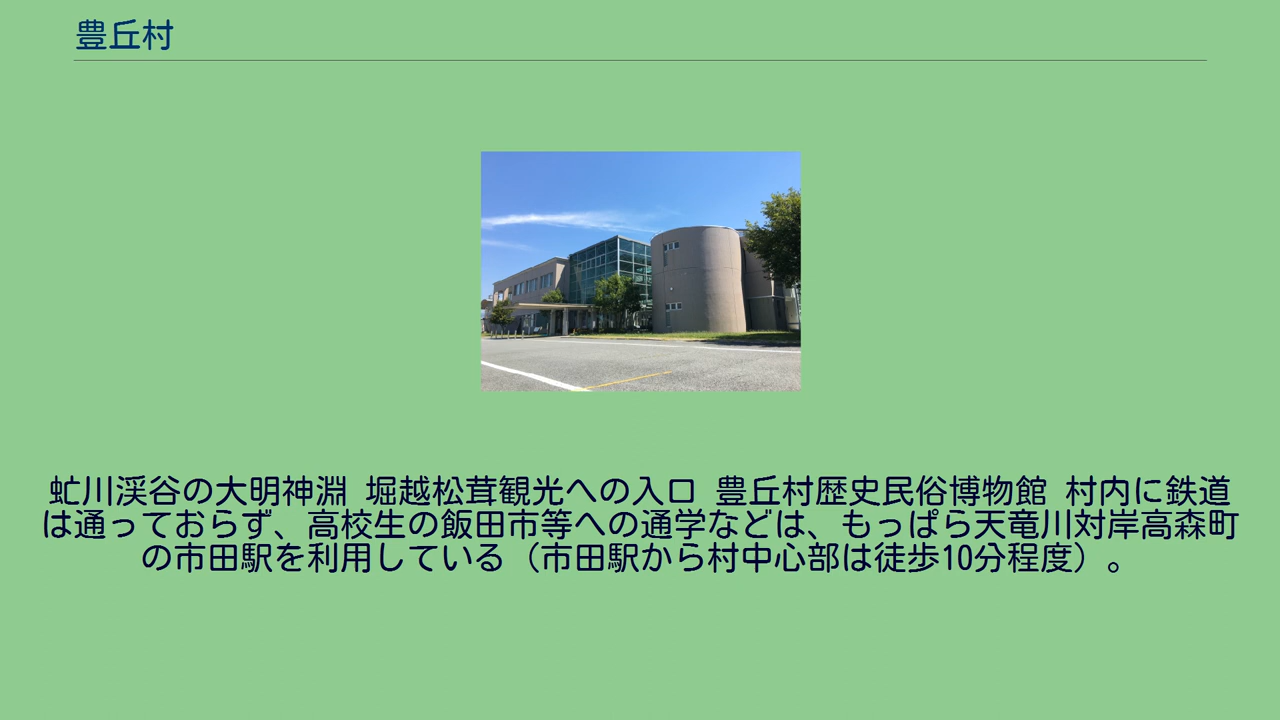 豊丘村
虻川渓谷の大明神淵 堀越松茸観光への入口 豊丘村歴史民俗博物館 村内に鉄道
は通っておらず、高校生の飯田市等への通学などは、もっぱら天竜川対岸高森町
の市田駅を利用している（市田駅から村中心部は徒歩10分程度）。